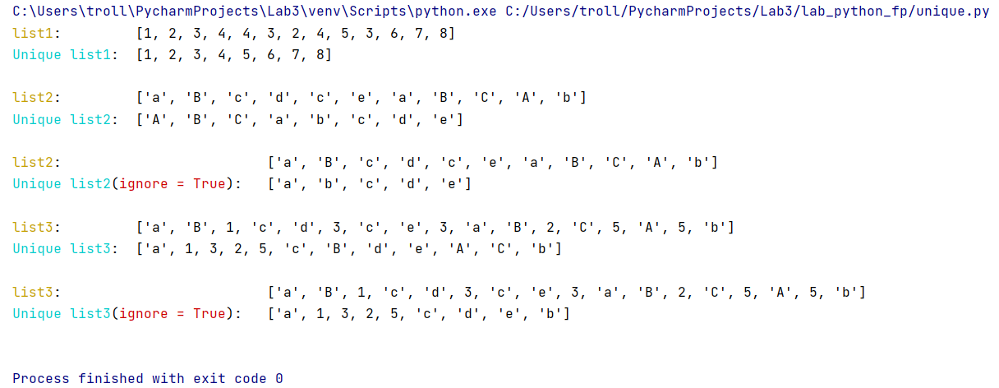 C:\Users\troll\PycharmProjects\Lab3\venv\Scripts\python.exe C:/Users/troll/PycharmProjects/Lab3/lab_python_fp/unique.py
list1:         [1, 2, 3, 4, 4, 3, 2, 4, 5, 3, 6, 7, 8]
Unique list1:  [1, 2, 3, 4, 5, 6, 7, 8]
list2:         ['a', 'B', 'c', 'd', 'c', 'e', 'a', 'B', 'C', 'A', 'b']
Unique list2:  ['A', 'B', 'C', 'a', 'b', 'c', 'd', 'e']
list2:                         ['a', 'B', 'c', 'd', 'c', 'e', 'a', 'B', 'C', 'A', 'b']
Unique list2(ignore = True):   ['a', 'b', 'c', 'd', 'e']
list3:         ['a', 'B', 1, 'c', 'd', 3, 'c', 'e', 3, 'a', 'B', 2, 'C', 5, 'A', 5, 'b']
Unique list3:  ['a', 1, 3, 2, 5, 'c', 'B', 'd', 'e', 'A', 'C', 'b']
list3:                         ['a', 'B', 1, 'c', 'd', 3, 'c', 'e', 3, 'a', 'B', 2, 'C', 5, 'A', 5, 'b']
Unique list3(ignore = True):   ['a', 1, 3, 2, 5, 'c', 'd', 'e', 'b']
Process finished with exit code 0